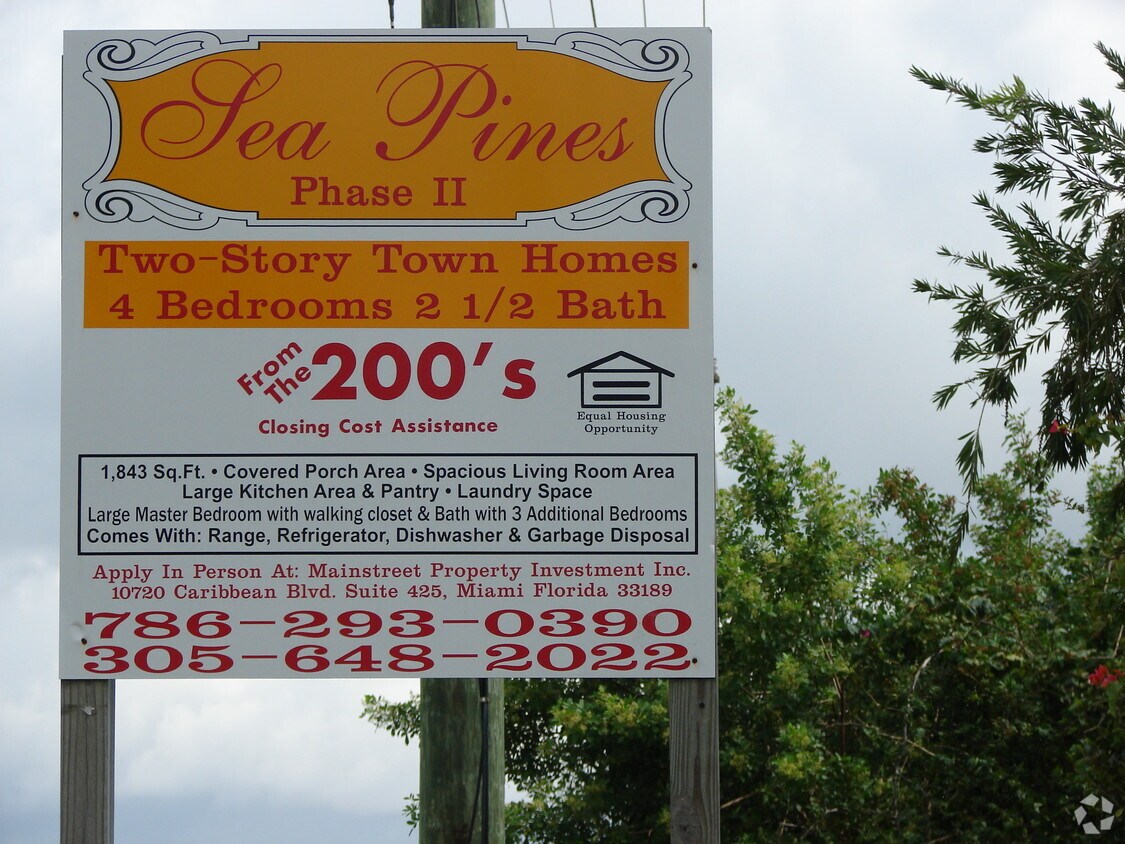 Sea Pines
Phase II
Two-Story Town Homes
4 Bedrooms 2 1/2 Bath
From
The 200's
Closing Cost Assistance
Equal Housing
Opportunity
1,843 Sq.Ft. • Covered Porch Area • Spacious Living Room Area
Large Kitchen Area & Pantry • Laundry Space
Large Master Bedroom with walking closet & Bath with 3 Additional Bedrooms
Comes With: Range, Refrigerator, Dishwasher & Garbage Disposal
Apply In Person At: Mainstreet Property Investment Inc.
10720 Caribbean Blvd. Suite 425, Miami Florida 33189
786-293-0390
305-648-2022